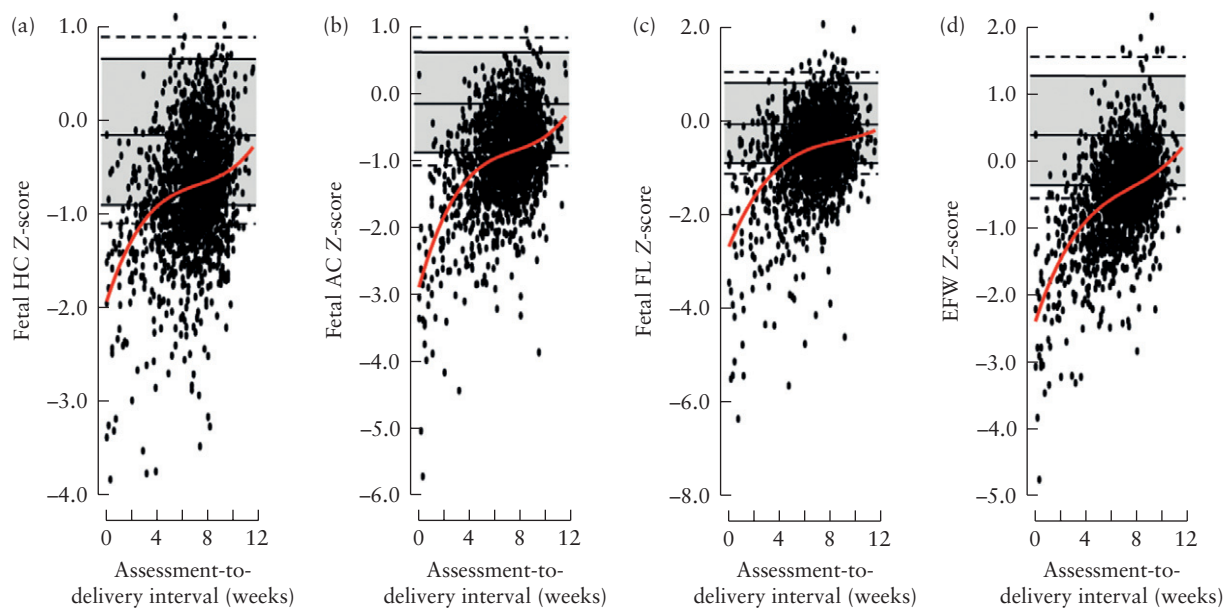 (a)
Fetal HC Z-score
1.0
0.0
−1.0
−2.0
−3.0
−4.0
0 4 8 12
Assessment-to-
delivery interval (weeks)
(b)
Fetal AC Z-score
1.0
0.0
−1.0
−2.0
−3.0
−4.0
−5.0
−6.0
0 4 8 12
Assessment-to-
delivery interval (weeks)
(c)
Fetal FL Z-score
2.0
0.0
−2.0
−4.0
−6.0
−8.0
0 4 8 12
Assessment-to-
delivery interval (weeks)
(d)
EFW Z-score
2.0
1.0
0.0
−1.0
−2.0
−3.0
−4.0
−5.0
0 4 8 12
Assessment-to-
delivery interval (weeks)